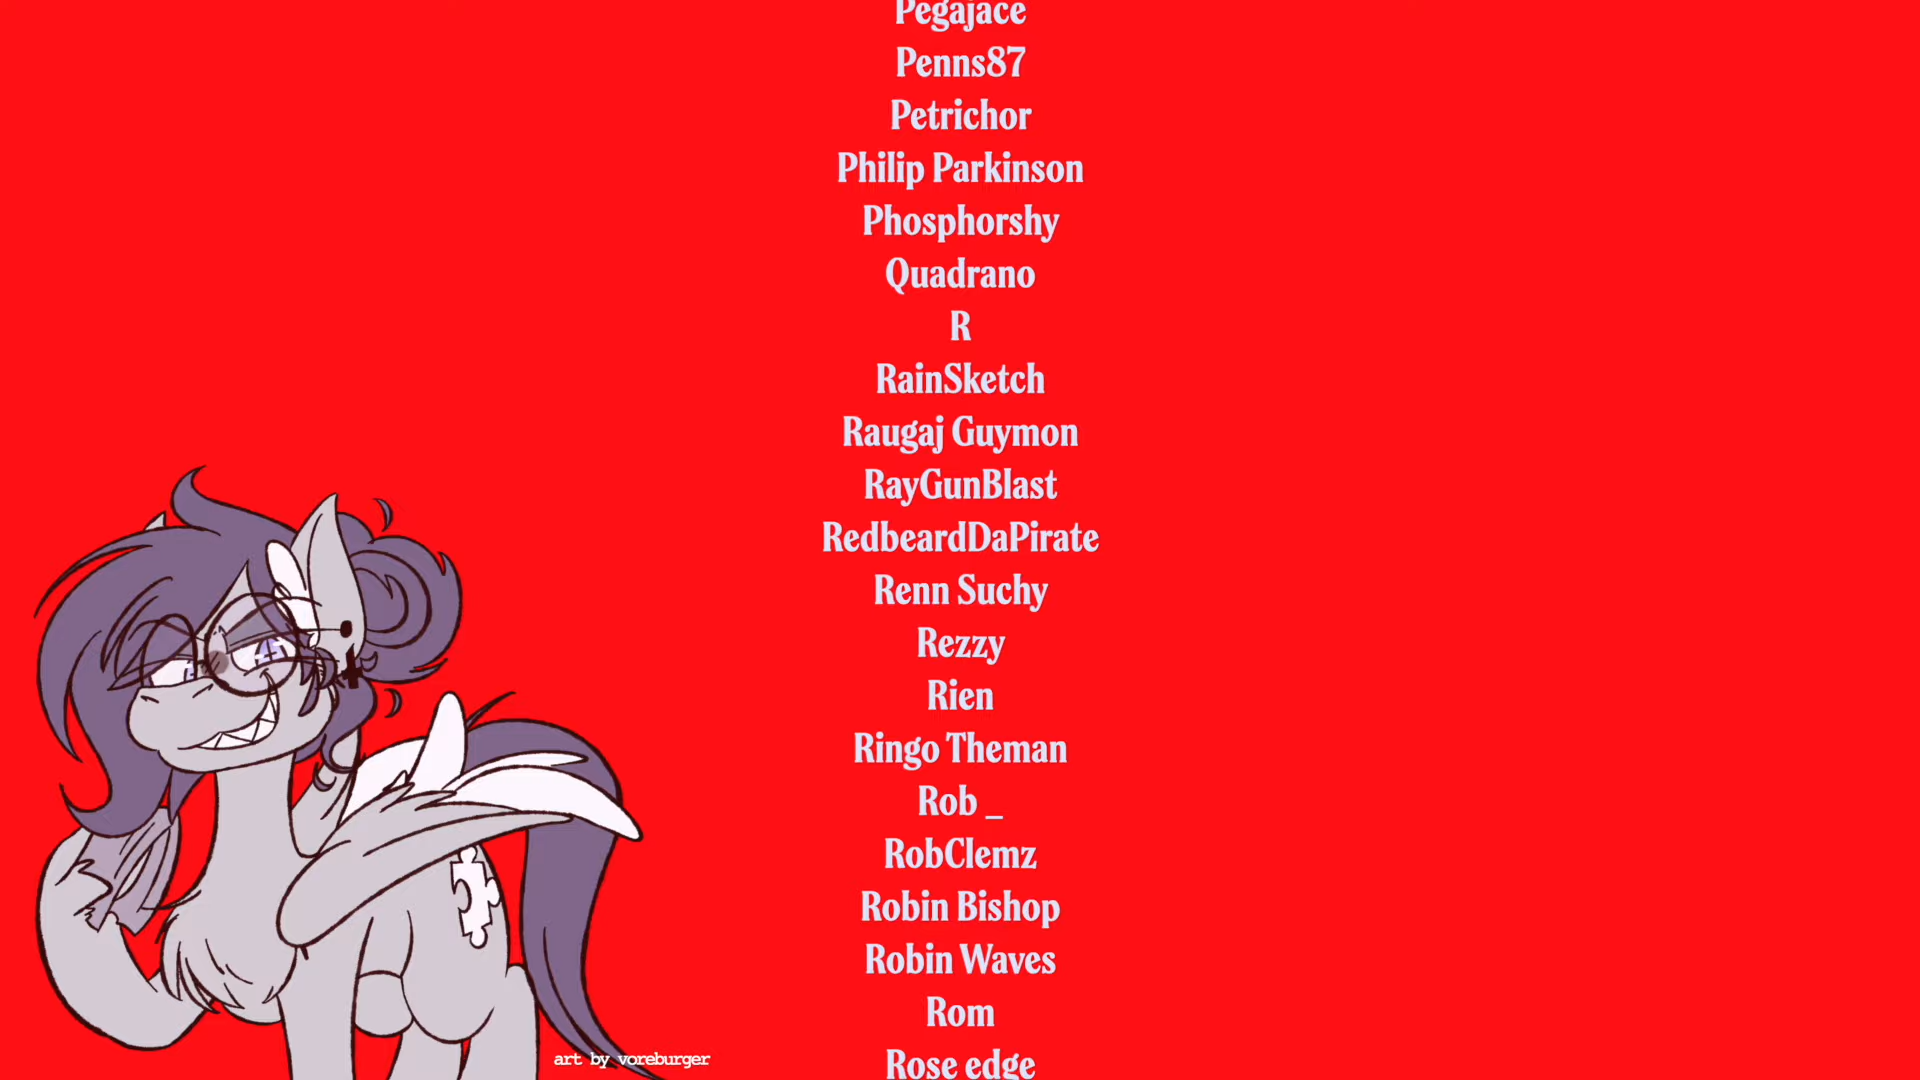 Pegajace
Penns87
Petrichor
Philip Parkinson
Phosphorshy
Quadrano
R
RainSketch
Raugaj Guymon
RayGunBlast
RedbeardDaPirate
Renn Suchy
Rezzy
Rien
Ringo Theman
Rob _
RobClemz
Robin Bishop
Robin Waves
Rom
Rose edge
art by voreburger